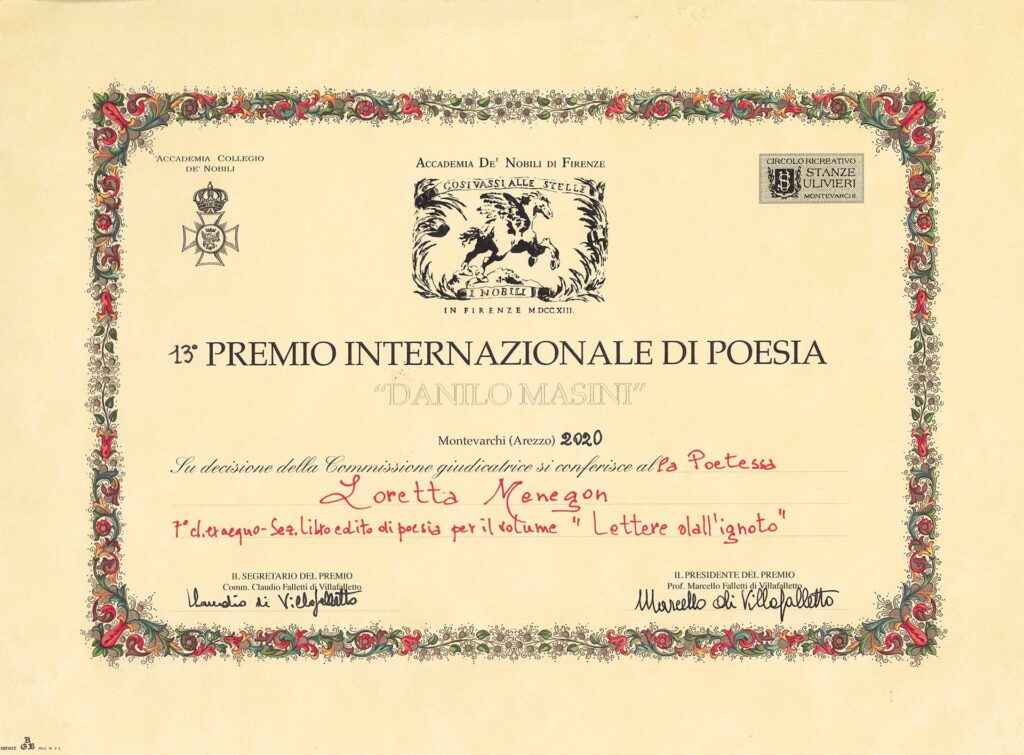 ACCADEMIA COLLEGIO
DE' NOBILI
ACCADEMIA DE' NOBILI DI FIRENZE
COSI VASSI ALLE STELLE
I NOBILI
IN FIRENZE MDCCXIII
CIRCOLO RICREATIVO
STANZE
ULIVIERI
MONTEVARCHI
13° PREMIO INTERNAZIONALE DI POESIA
"DANILO MASINI"
Montevarchi (Arezzo) 2020
Su decisione della Commissione giudicatrice si conferisce alla Poetessa
Loretta Menegon
7° cl. ex aequo - Sez. libro edito di poesia per il volume " Lettere dall'ignoto"
IL SEGRETARIO DEL PREMIO
Comm. Claudio Falletti di Villafalletto
Claudio di Villafalletto
IL PRESIDENTE DEL PREMIO
Prof. Marcello Falletti di Villafalletto
Marcello di Villafalletto
FIRENZE